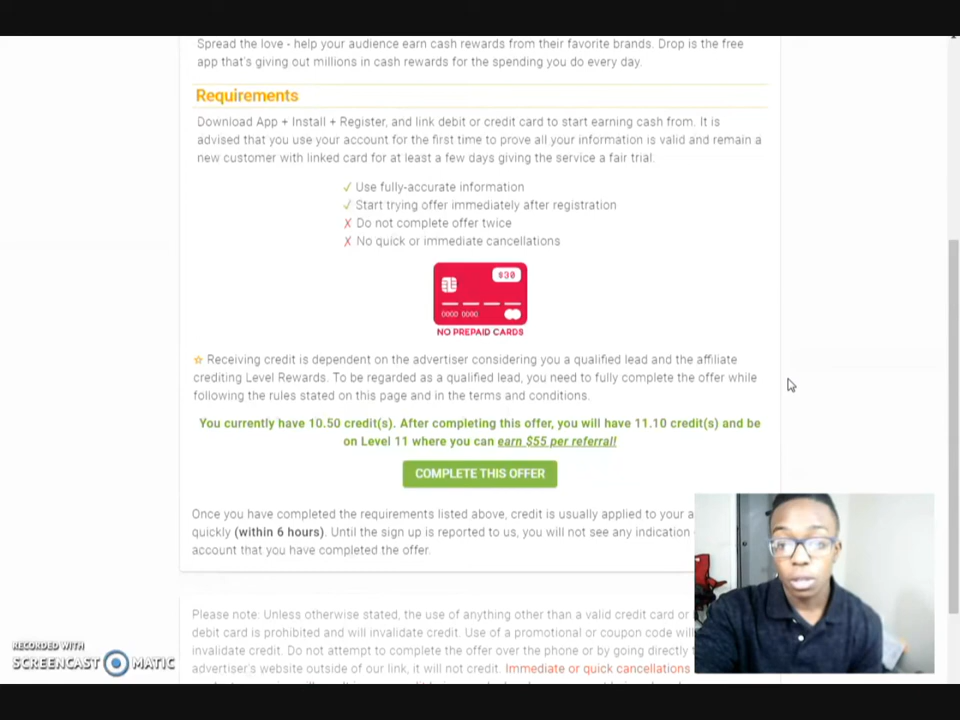 Spread the love - help your audience earn cash rewards from their favorite brands. Drop is the free
app that's giving out millions in cash rewards for the spending you do every day.
Requirements
Download App + Install + Register, and link debit or credit card to start earning cash from. It is
advised that you use your account for the first time to prove all your information is valid and remain a
new customer with linked card for at least a few days giving the service a fair trial.
✓ Use fully-accurate information
✓ Start trying offer immediately after registration
✗ Do not complete offer twice
✗ No quick or immediate cancellations
$30
0000 0000
NO PREPAID CARDS
☆ Receiving credit is dependent on the advertiser considering you a qualified lead and the affiliate
crediting Level Rewards. To be regarded as a qualified lead, you need to fully complete the offer while
following the rules stated on this page and in the terms and conditions.
You currently have 10.50 credit(s). After completing this offer, you will have 11.10 credit(s) and be
on Level 11 where you can earn $55 per referral!
COMPLETE THIS OFFER
Once you have completed the requirements listed above, credit is usually applied to your a
quickly (within 6 hours). Until the sign up is reported to us, you will not see any indication
account that you have completed the offer.
Please note: Unless otherwise stated, the use of anything other than a valid credit card or
debit card is prohibited and will invalidate credit. Use of a promotional or coupon code will
invalidate credit. Do not attempt to complete the offer over the phone or by going directly t
advertiser's website outside of our link, it will not credit. Immediate or quick cancellations
RECORDED WITH
SCREENCAST MATIC